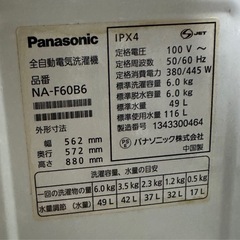 Panasonic
IPX4
JET
全自動電気洗濯機
品番
NA-F60B6
定格電圧 100 V～
定格周波数 50/60 Hz
定格消費電力 380/445 W
標準洗濯容量 6.0 kg
標準脱水容量 6.0 kg
標準水量 49 L
標準使用水量 116 L
製造番号 1343300464
パナソニック株式会社
中国製
外形寸法
幅 562 mm
奥行 572 mm
高さ 880 mm
洗濯容量・水量の目安
一回の洗濯物の量 6.0 kg 4.2 kg 2.3 kg 1.2 kg 0.5 kg
水量調節(水量) 49 L 42 L 37 L 32 L 17 L